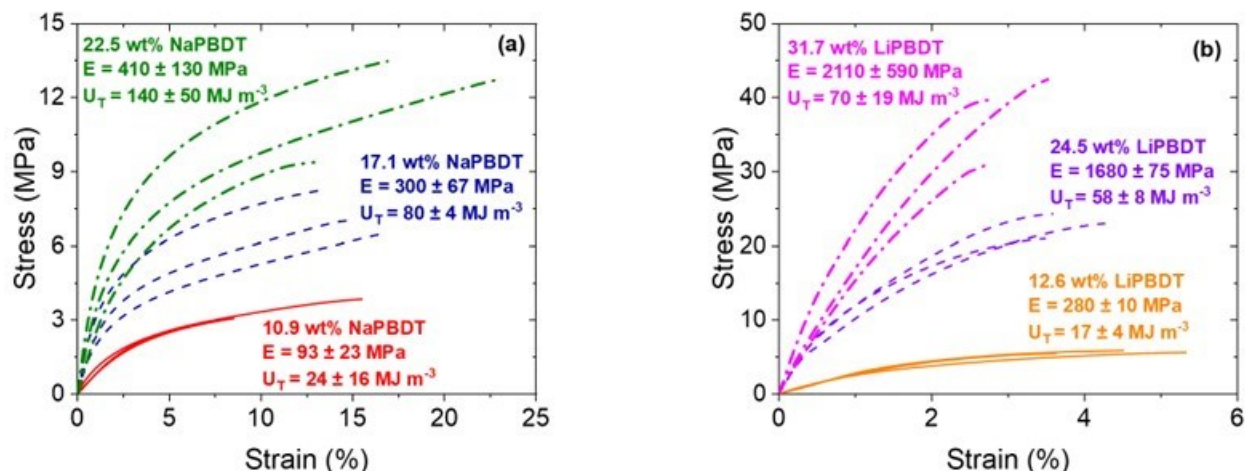 (a)
22.5 wt% NaPBDT
E = 410 ± 130 MPa
U_T = 140 ± 50 MJ m⁻³
17.1 wt% NaPBDT
E = 300 ± 67 MPa
U_T = 80 ± 4 MJ m⁻³
10.9 wt% NaPBDT
E = 93 ± 23 MPa
U_T = 24 ± 16 MJ m⁻³
Stress (MPa)
15
12
9
6
3
0
0 5 10 15 20 25
Strain (%)
(b)
31.7 wt% LiPBDT
E = 2110 ± 590 MPa
U_T = 70 ± 19 MJ m⁻³
24.5 wt% LiPBDT
E = 1680 ± 75 MPa
U_T = 58 ± 8 MJ m⁻³
12.6 wt% LiPBDT
E = 280 ± 10 MPa
U_T = 17 ± 4 MJ m⁻³
Stress (MPa)
50
40
30
20
10
0
0 2 4 6
Strain (%)